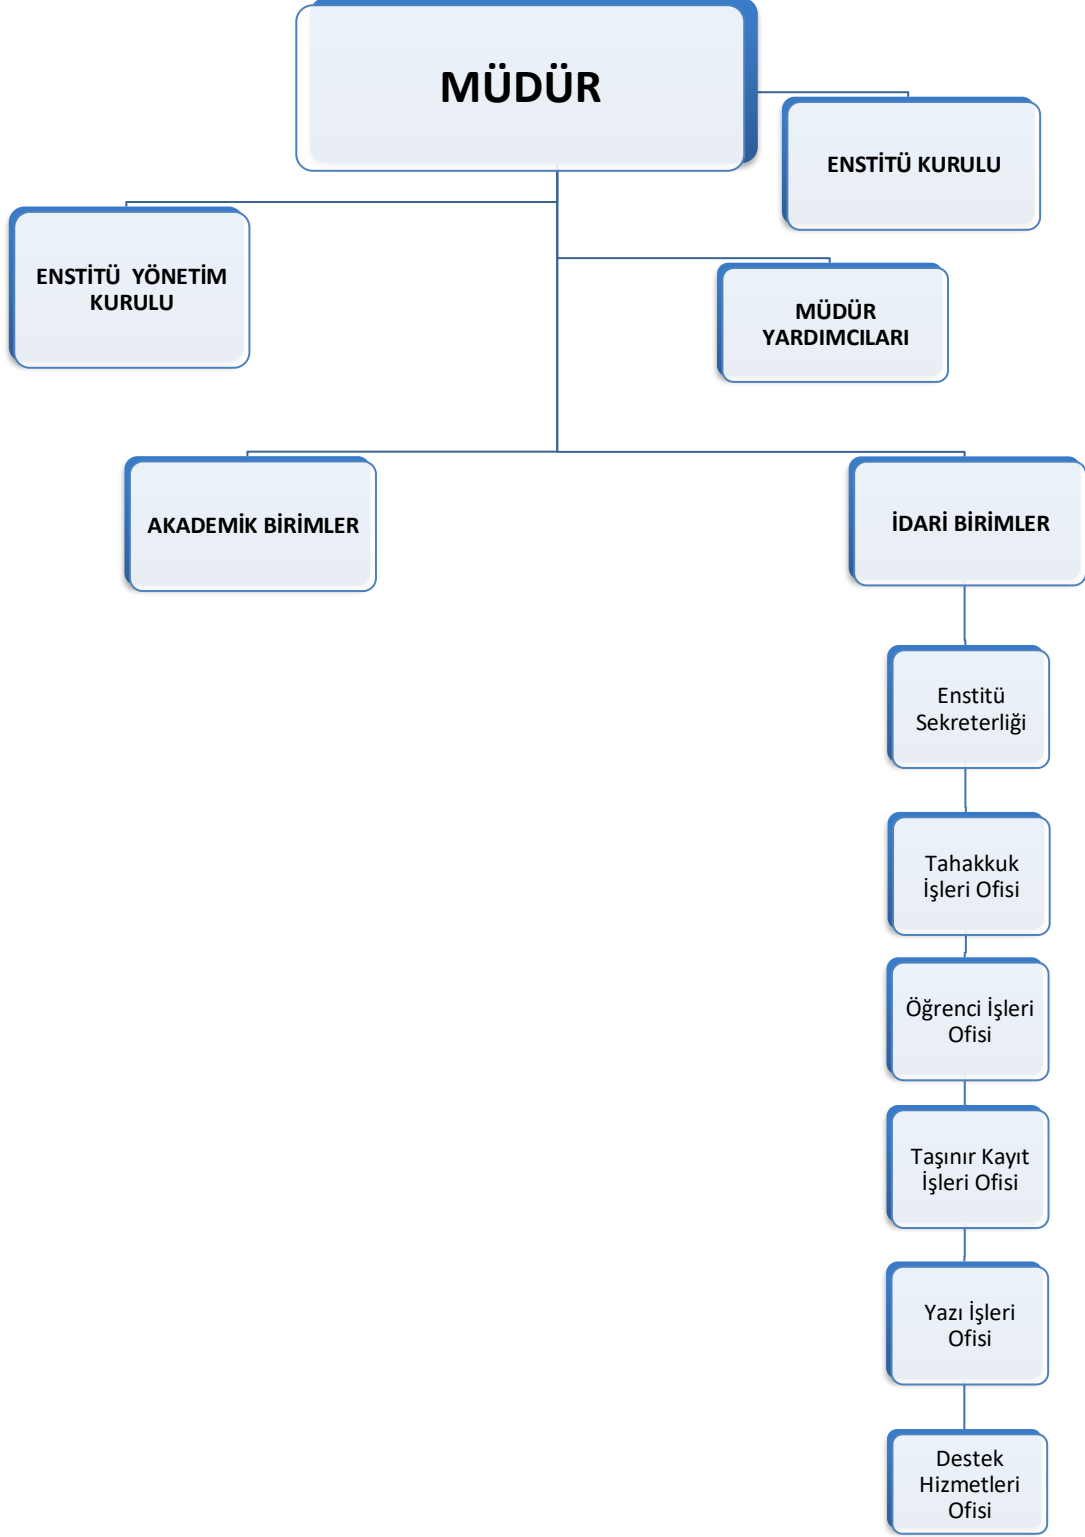 MÜDÜR
ENSTİTÜ KURULU
ENSTİTÜ  YÖNETİM
KURULU
MÜDÜR
YARDIMCILARI
AKADEMİK BİRİMLER
İDARİ BİRİMLER
Enstitü
Sekreterliği
Tahakkuk
İşleri Ofisi
Öğrenci İşleri
Ofisi
Taşınır Kayıt
İşleri Ofisi
Yazı İşleri
Ofisi
Destek
Hizmetleri
Ofisi